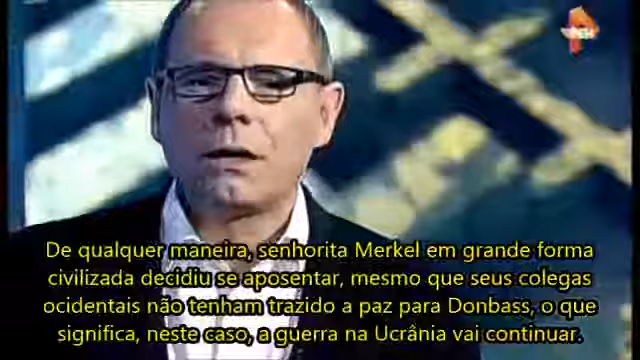 РЕН
De qualquer maneira, senhorita Merkel em grande forma
civilizada decidiu se aposentar, mesmo que seus colegas
ocidentais não tenham trazido a paz para Donbass, o que
significa, neste caso, a guerra na Ucrânia vai continuar.